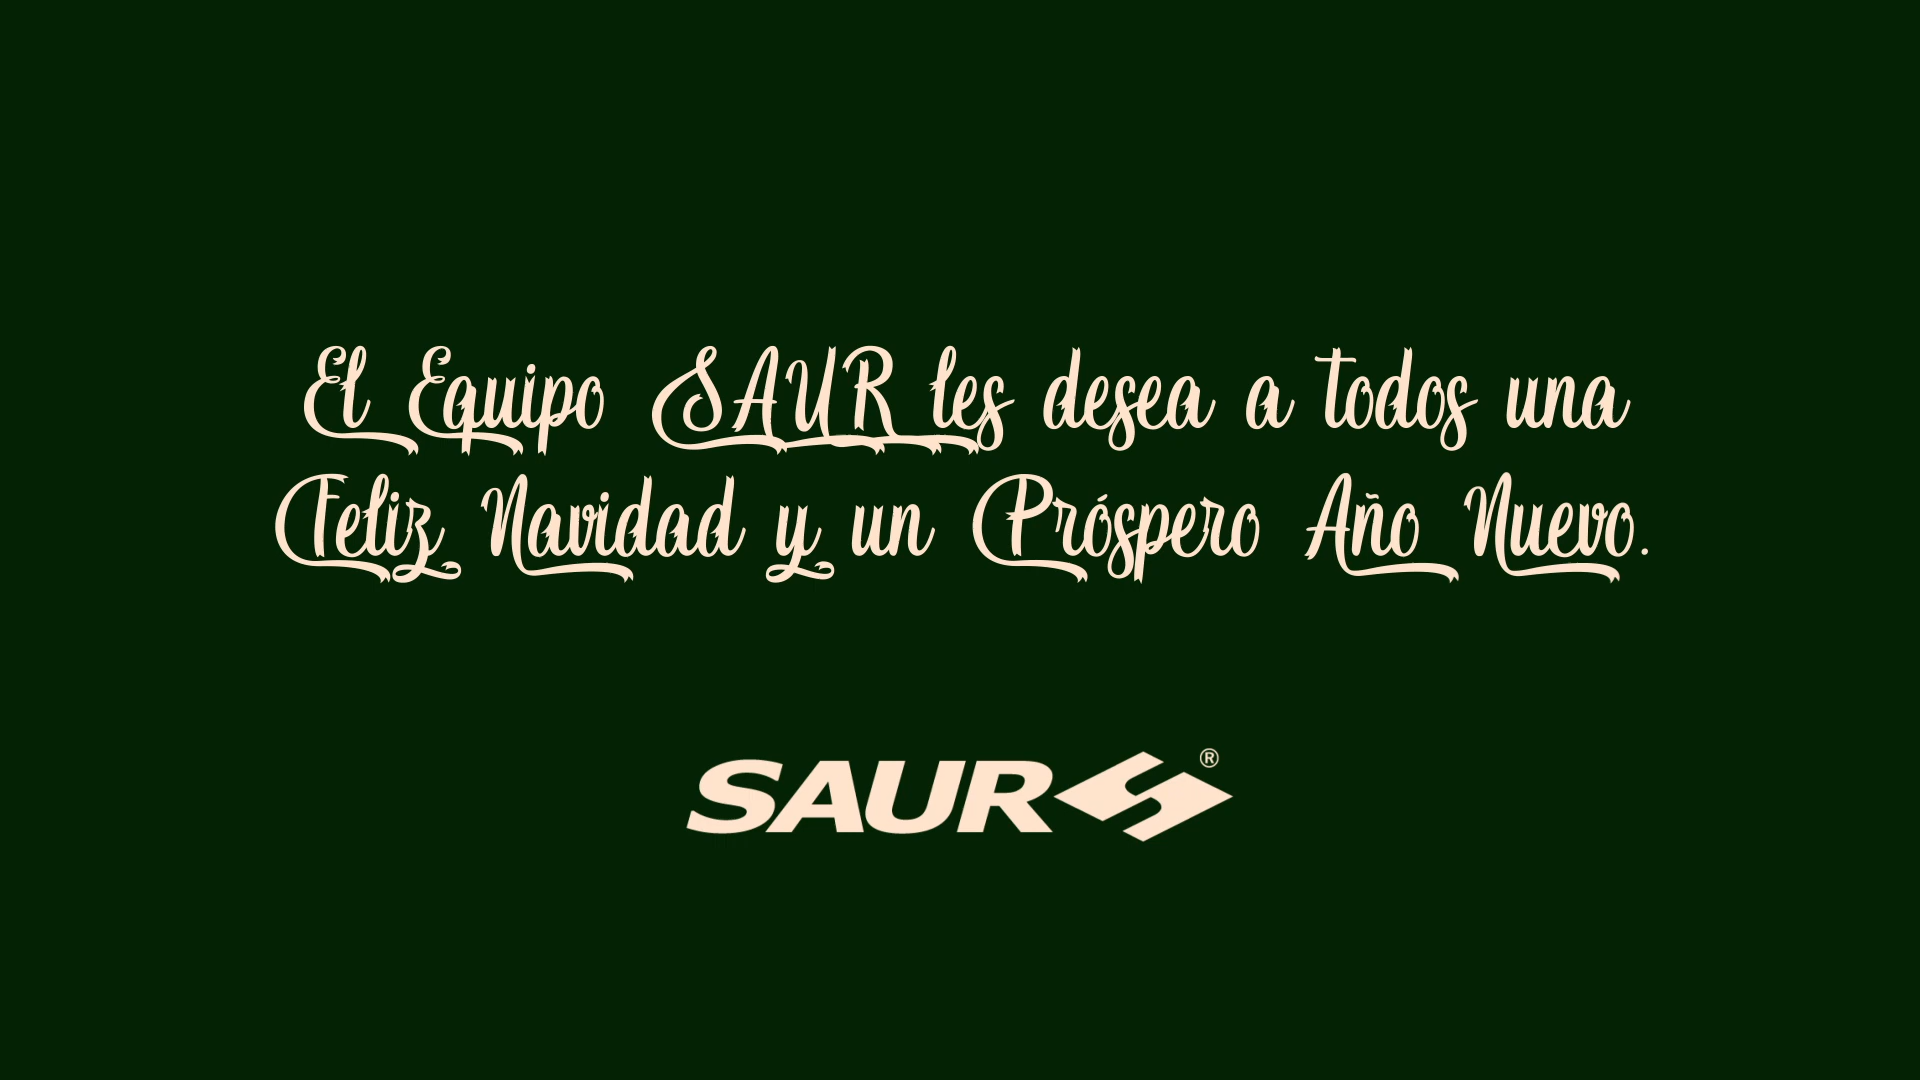 El Equipo SAUR les desea a todos una
Feliz Navidad y un Próspero Año Nuevo.
SAUR ®